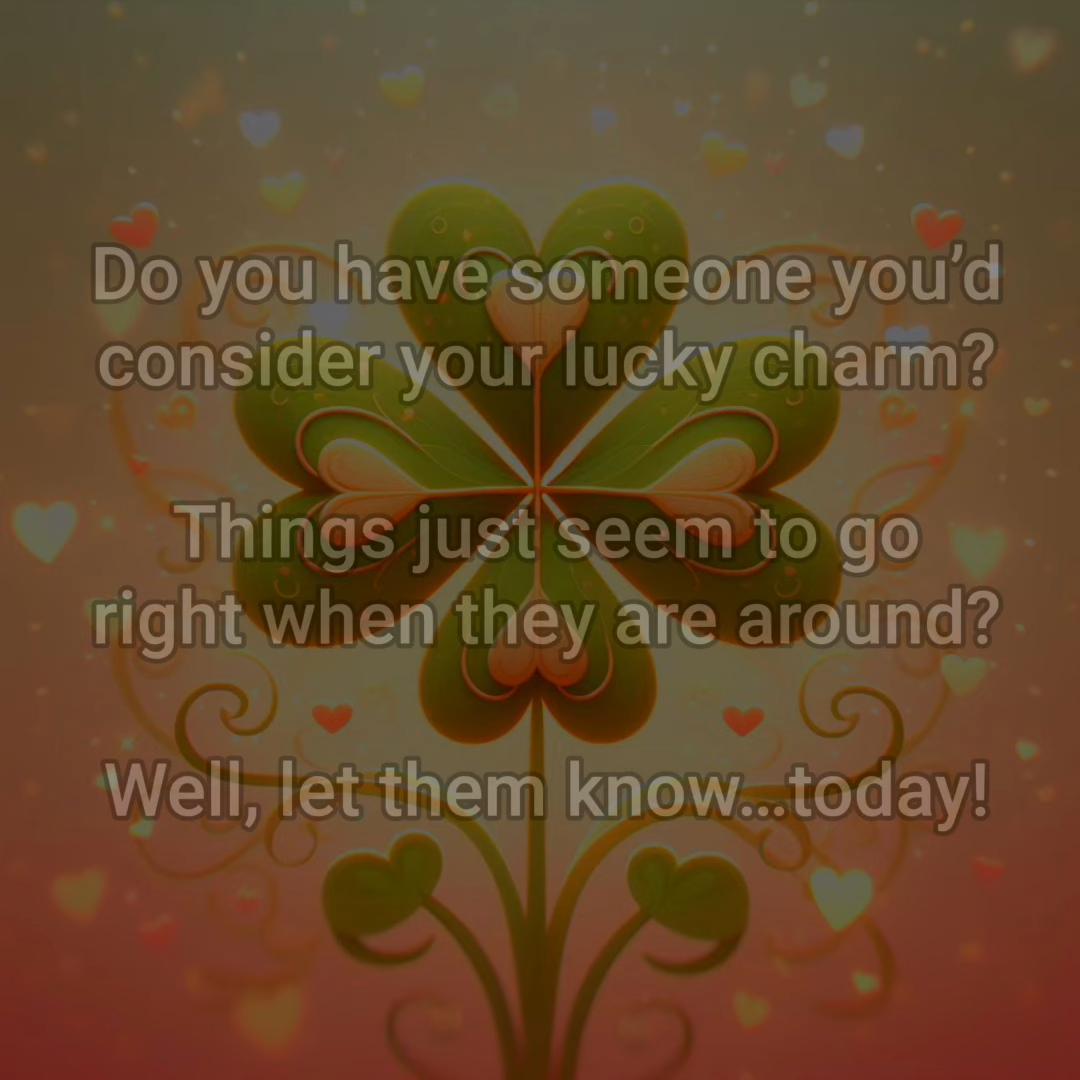 Do you have someone you’d
consider your lucky charm?
Things just seem to go
right when they are around?
Well, let them know...today!